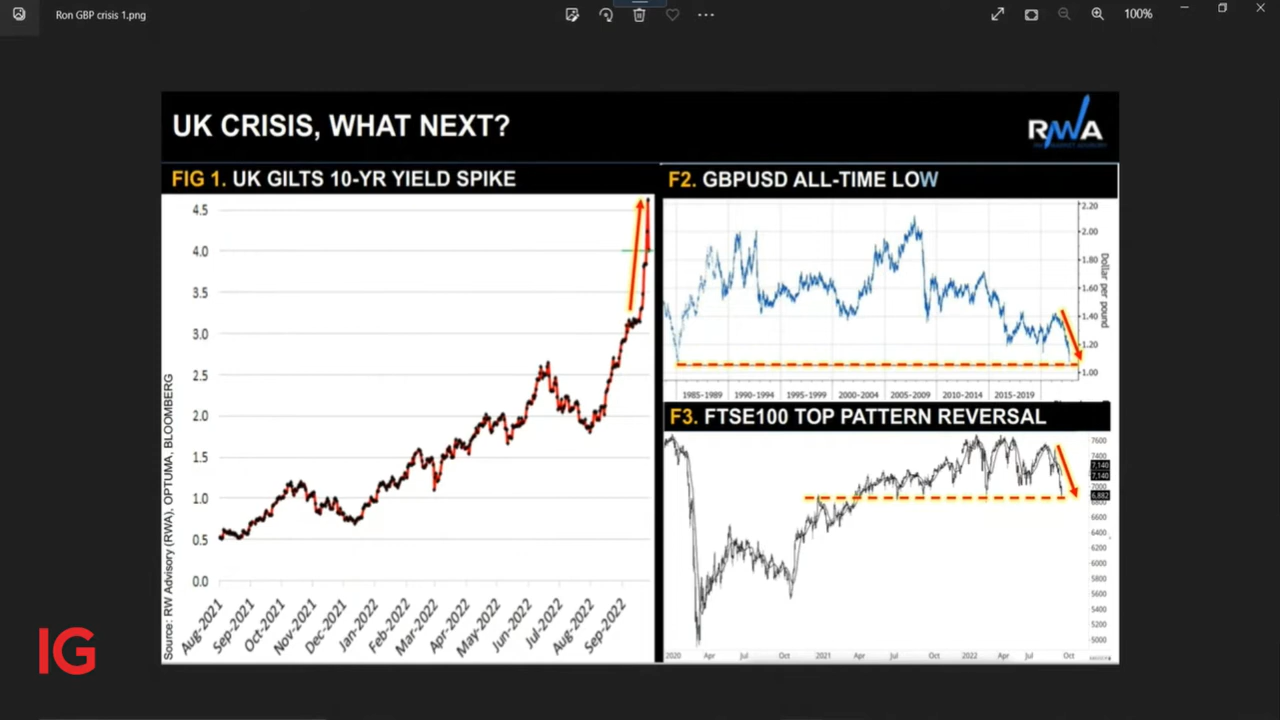 Ron GBP crisis 1.png
100%
UK CRISIS, WHAT NEXT?
RWA
FIG 1. UK GILTS 10-YR YIELD SPIKE
4.5
4.0
3.5
3.0
2.5
2.0
1.5
1.0
0.5
0.0
Aug-2021
Sep-2021
Oct-2021
Nov-2021
Dec-2021
Jan-2022
Feb-2022
Mar-2022
Apr-2022
May-2022
Jun-2022
Jul-2022
Aug-2022
Sep-2022
Source: RW Advisory (RWA), OPTUMA, BLOOMBERG
F2. GBPUSD ALL-TIME LOW
2.20
2.00
1.80
1.60
1.40
1.20
1.00
Dollar per pound
1985-1989 1990-1994 1995-1999 2000-2004 2005-2009 2010-2014 2015-2019
F3. FTSE100 TOP PATTERN REVERSAL
7600
7400
7,140
7,140
7000
6,882
6800
6600
6400
6200
6000
5800
5600
5400
5200
5000
2020 Apr Jul Oct 2021 Apr Jul Oct 2022 Apr Jul Oct
IG